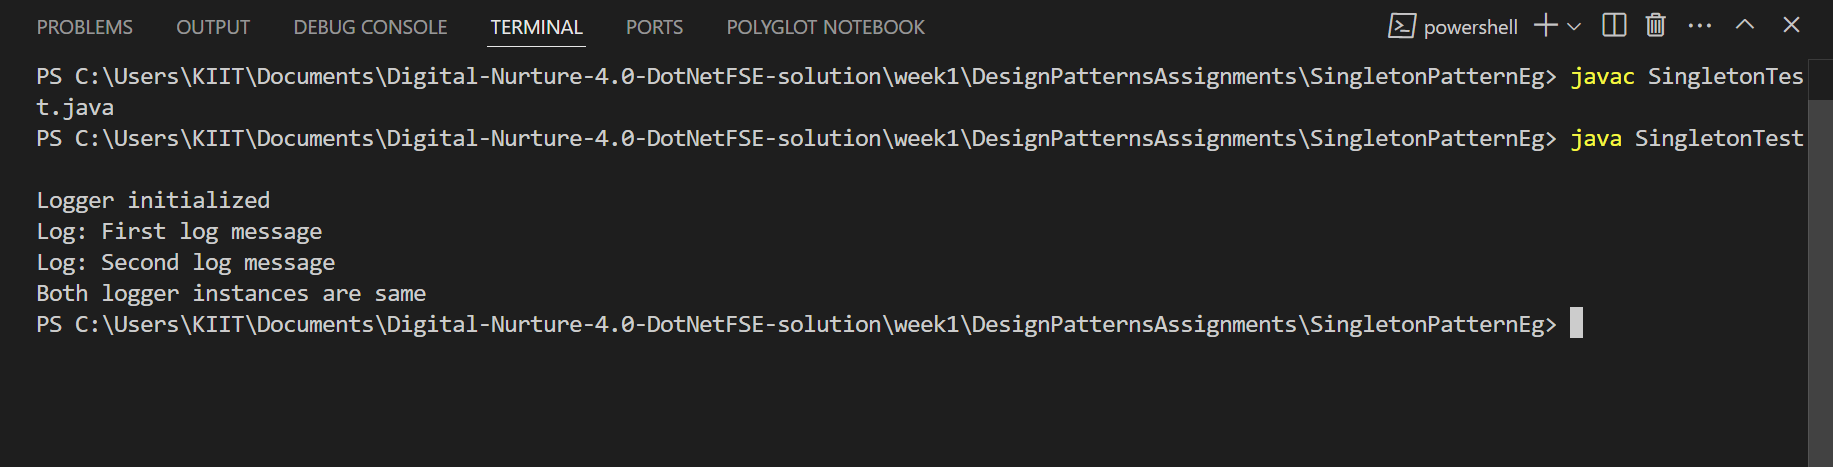 PROBLEMS OUTPUT DEBUG CONSOLE TERMINAL PORTS POLYGLOT NOTEBOOK powershell
PS C:\Users\KIIT\Documents\Digital-Nurture-4.0-DotNetFSE-solution\week1\DesignPatternsAssignments\SingletonPatternEg> javac SingletonTes
t.java
PS C:\Users\KIIT\Documents\Digital-Nurture-4.0-DotNetFSE-solution\week1\DesignPatternsAssignments\SingletonPatternEg> java SingletonTest
Logger initialized
Log: First log message
Log: Second log message
Both logger instances are same
PS C:\Users\KIIT\Documents\Digital-Nurture-4.0-DotNetFSE-solution\week1\DesignPatternsAssignments\SingletonPatternEg>